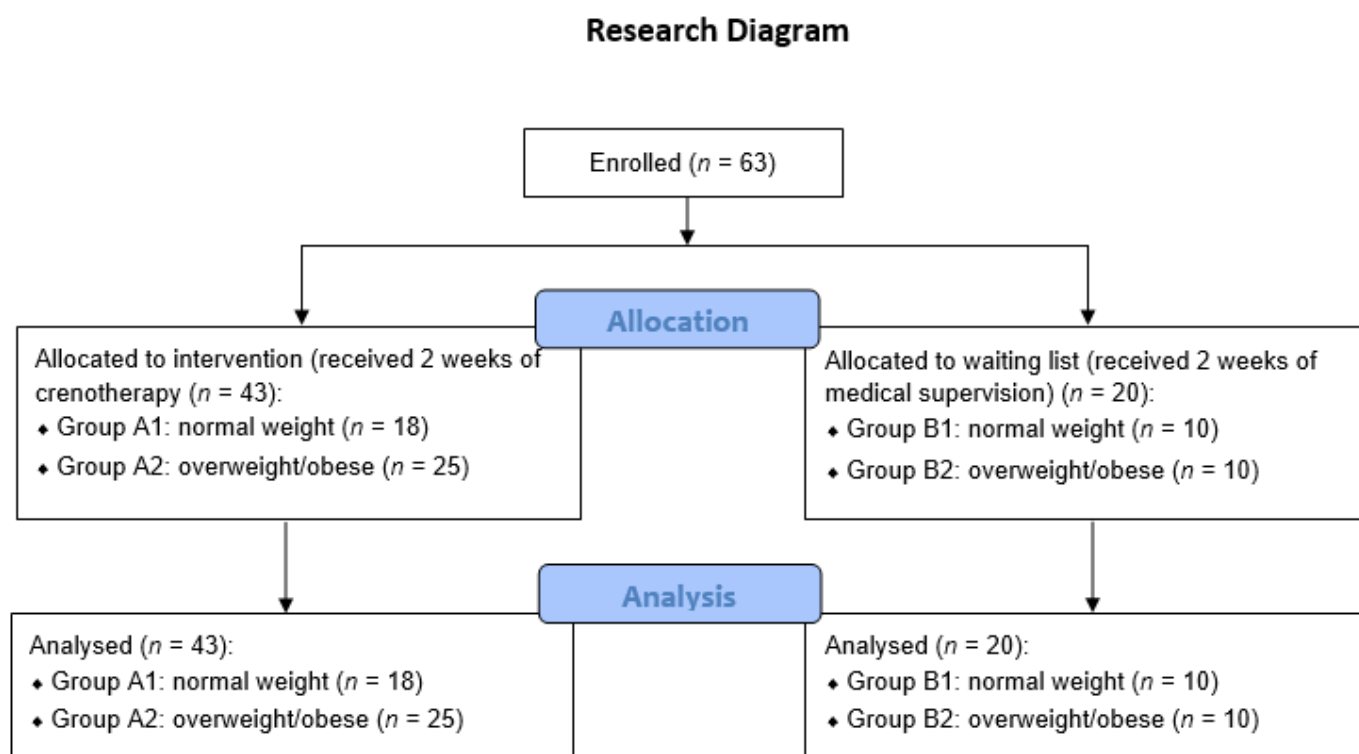 Research Diagram
Enrolled (n = 63)
Allocation
Allocated to intervention (received 2 weeks of
crenotherapy (n = 43):
⬥ Group A1: normal weight (n = 18)
⬥ Group A2: overweight/obese (n = 25)
Allocated to waiting list (received 2 weeks of
medical supervision) (n = 20):
⬥ Group B1: normal weight (n = 10)
⬥ Group B2: overweight/obese (n = 10)
Analysis
Analysed (n = 43):
⬥ Group A1: normal weight (n = 18)
⬥ Group A2: overweight/obese (n = 25)
Analysed (n = 20):
⬥ Group B1: normal weight (n = 10)
⬥ Group B2: overweight/obese (n = 10)